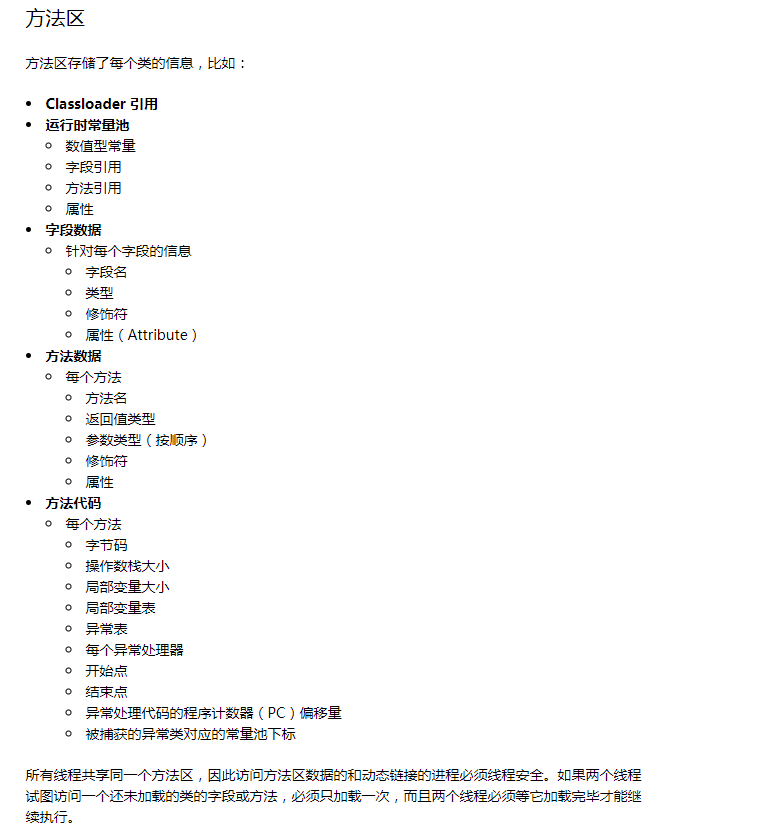 方法区
方法区存储了每个类的信息，比如：
Classloader 引用
运行时常量池
数值型常量
字段引用
方法引用
属性
字段数据
针对每个字段的信息
字段名
类型
修饰符
属性（Attribute）
方法数据
每个方法
方法名
返回值类型
参数类型（按顺序）
修饰符
属性
方法代码
每个方法
字节码
操作数栈大小
局部变量大小
局部变量表
异常表
每个异常处理器
开始点
结束点
异常处理代码的程序计数器（PC）偏移量
被捕获的异常类对应的常量池下标
所有线程共享同一个方法区，因此访问方法区数据的和动态链接的进程必须线程安全。如果两个线程
试图访问一个还未加载的类的字段或方法，必须只加载一次，而且两个线程必须等它加载完毕才能继
续执行。